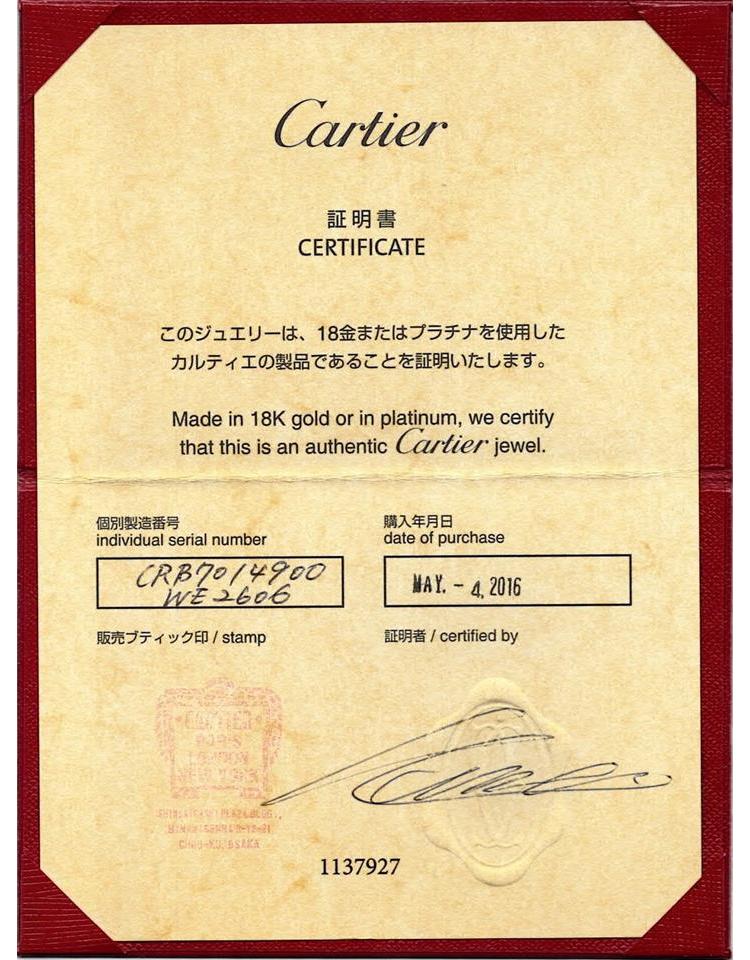 Cartier
証明書
CERTIFICATE
このジュエリーは、18金またはプラチナを使用した
カルティエの製品であることを証明いたします。
Made in 18K gold or in platinum, we certify
that this is an authentic Cartier jewel.
個別製造番号
individual serial number
CRB7014900
WE2606
購入年月日
date of purchase
MAY. - 4. 2016
販売ブティック印 / stamp
証明者 / certified by
CARTIER
PARIS
LONDON
NEW YORK
OSAKA
1137927